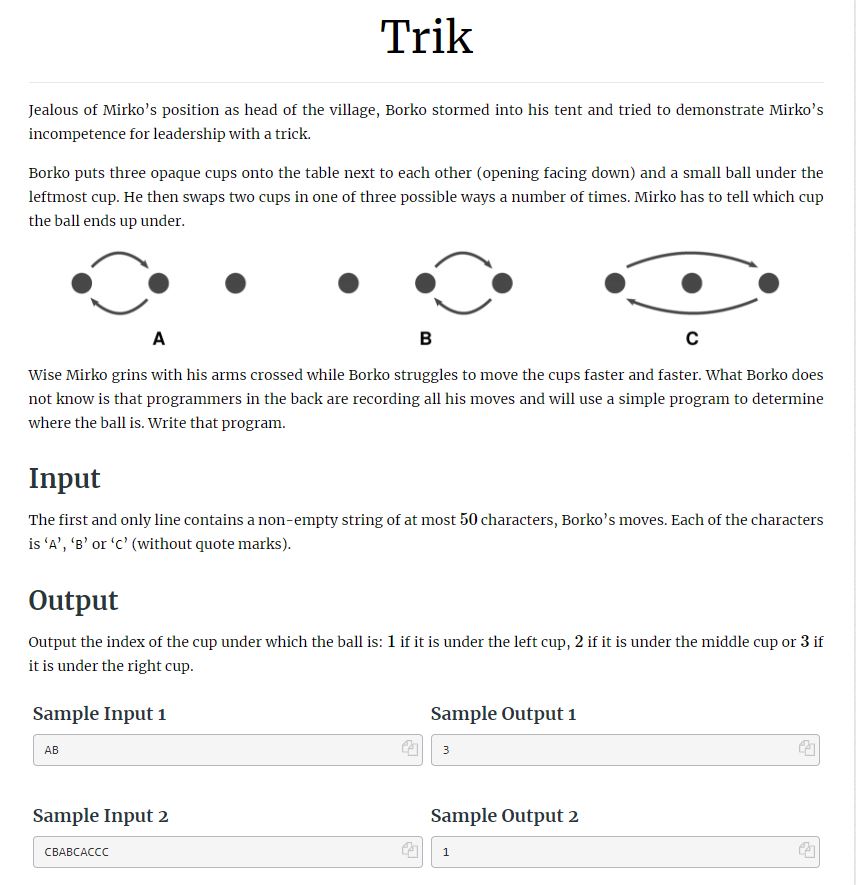 Trik
Jealous of Mirko’s position as head of the village, Borko stormed into his tent and tried to demonstrate Mirko’s
incompetence for leadership with a trick.
Borko puts three opaque cups onto the table next to each other (opening facing down) and a small ball under the
leftmost cup. He then swaps two cups in one of three possible ways a number of times. Mirko has to tell which cup
the ball ends up under.
A B C
Wise Mirko grins with his arms crossed while Borko struggles to move the cups faster and faster. What Borko does
not know is that programmers in the back are recording all his moves and will use a simple program to determine
where the ball is. Write that program.
Input
The first and only line contains a non-empty string of at most 50 characters, Borko’s moves. Each of the characters
is ‘A’, ‘B’ or ‘C’ (without quote marks).
Output
Output the index of the cup under which the ball is: 1 if it is under the left cup, 2 if it is under the middle cup or 3 if
it is under the right cup.
Sample Input 1 Sample Output 1
AB 3
Sample Input 2 Sample Output 2
CBABCACCC 1